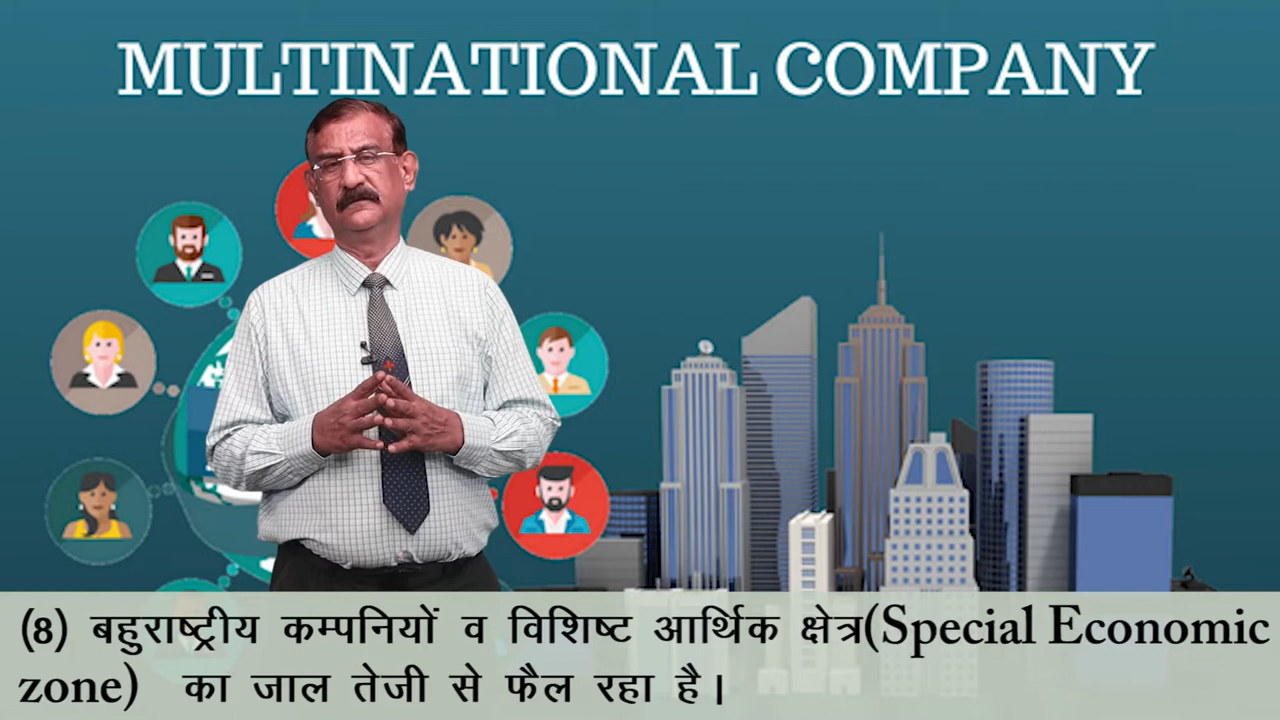 MULTINATIONAL COMPANY
(8) बहुराष्ट्रीय कम्पनियों व विशिष्ट आर्थिक क्षेत्र(Special Economic
zone) का जाल तेजी से फैल रहा है।